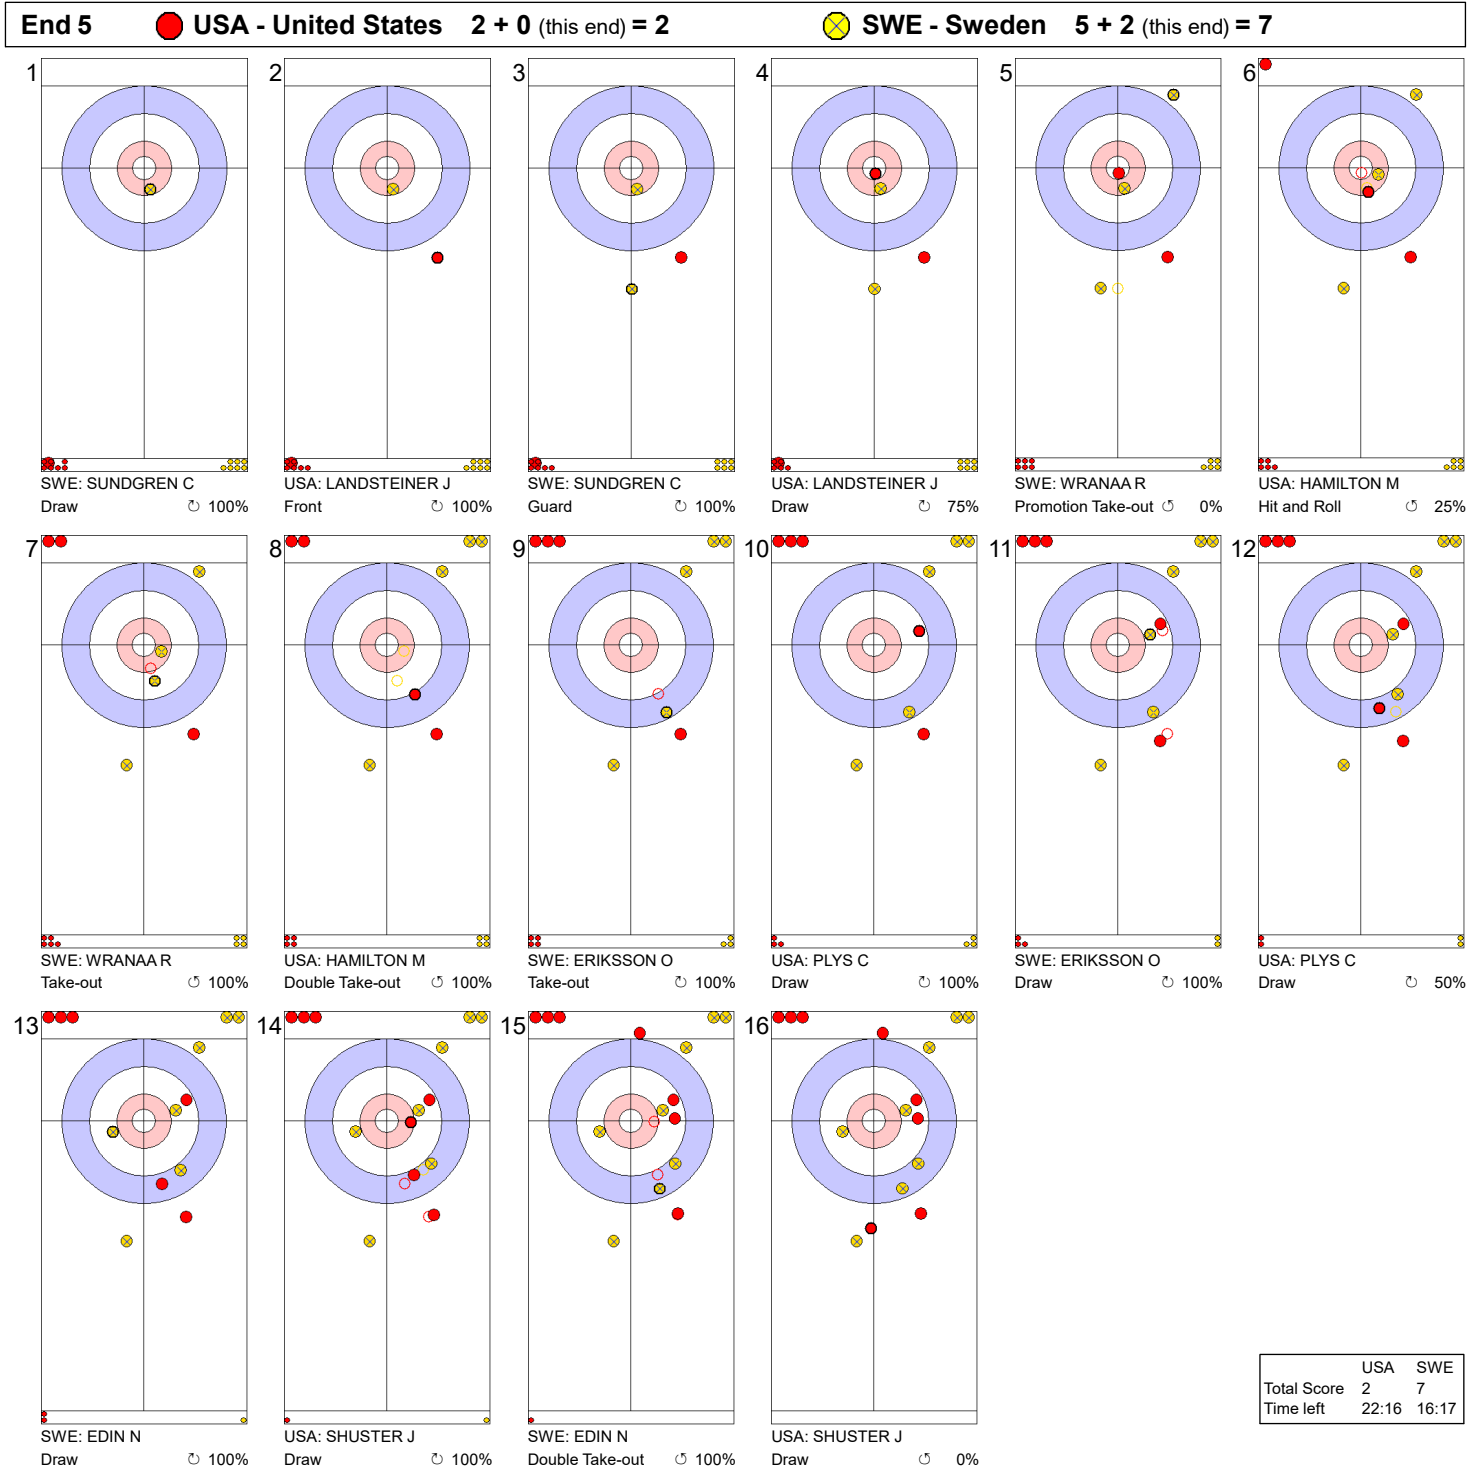 End 5 USA - United States 2 + 0 (this end) = 2 SWE - Sweden 5 + 2 (this end) = 7
1 2 3 4 5 6
SWE: SUNDGREN C USA: LANDSTEINER J SWE: SUNDGREN C USA: LANDSTEINER J SWE: WRANAA R USA: HAMILTON M
Draw ↻ 100% Front ↻ 100% Guard ↻ 100% Draw ↻ 75% Promotion Take-out ↺ 0% Hit and Roll ↺ 25%
7 8 9 10 11 12
SWE: WRANAA R USA: HAMILTON M SWE: ERIKSSON O USA: PLYS C SWE: ERIKSSON O USA: PLYS C
Take-out ↻ 100% Double Take-out ↻ 100% Take-out ↻ 100% Draw ↺ 100% Draw ↻ 100% Draw ↺ 50%
13 14 15 16
SWE: EDIN N USA: SHUSTER J SWE: EDIN N USA: SHUSTER J
Draw ↻ 100% Draw ↻ 100% Double Take-out ↺ 100% Draw ↺ 0%
USA SWE
Total Score 2 7
Time left 22:16 16:17